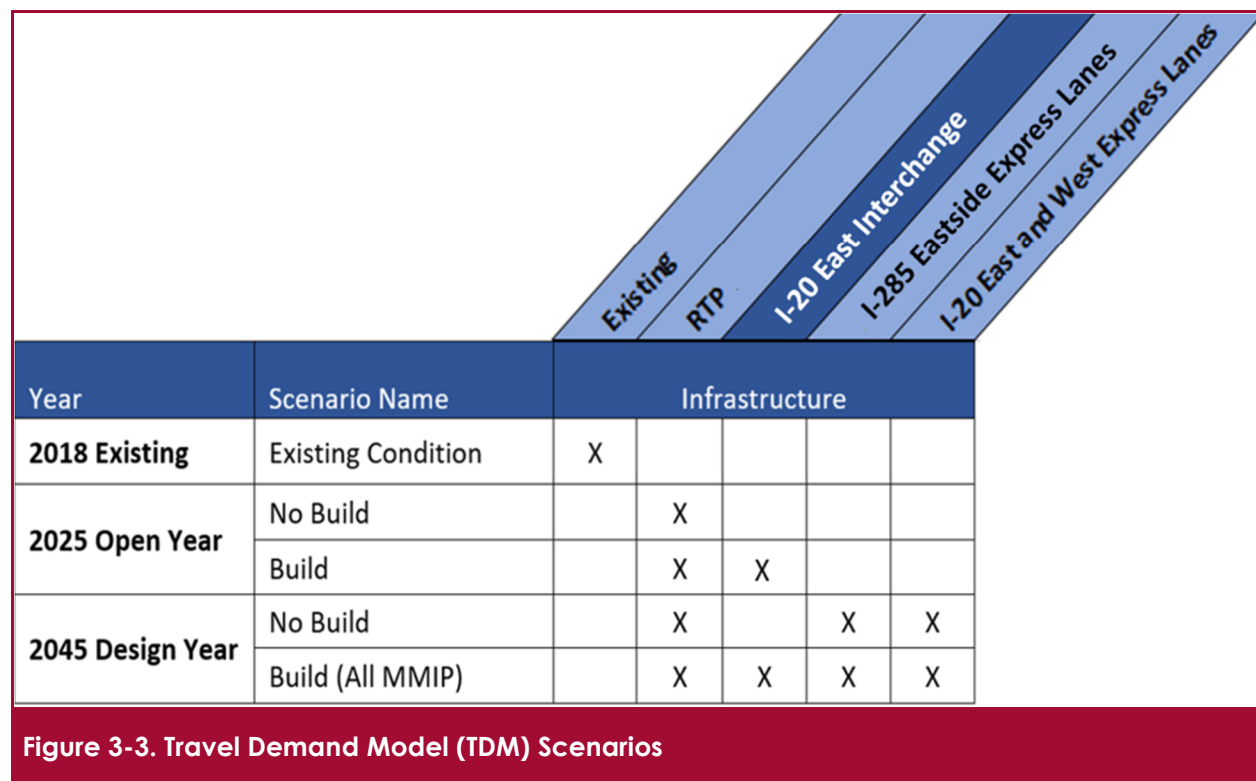 Existing
RTP
I-20 East Interchange
I-285 Eastside Express Lanes
I-20 East and West Express Lanes
Year Scenario Name Infrastructure
2018 Existing Existing Condition X
2025 Open Year
No Build X
Build X X
2045 Design Year
No Build X X X
Build (All MMIP) X X X X
Figure 3-3. Travel Demand Model (TDM) Scenarios